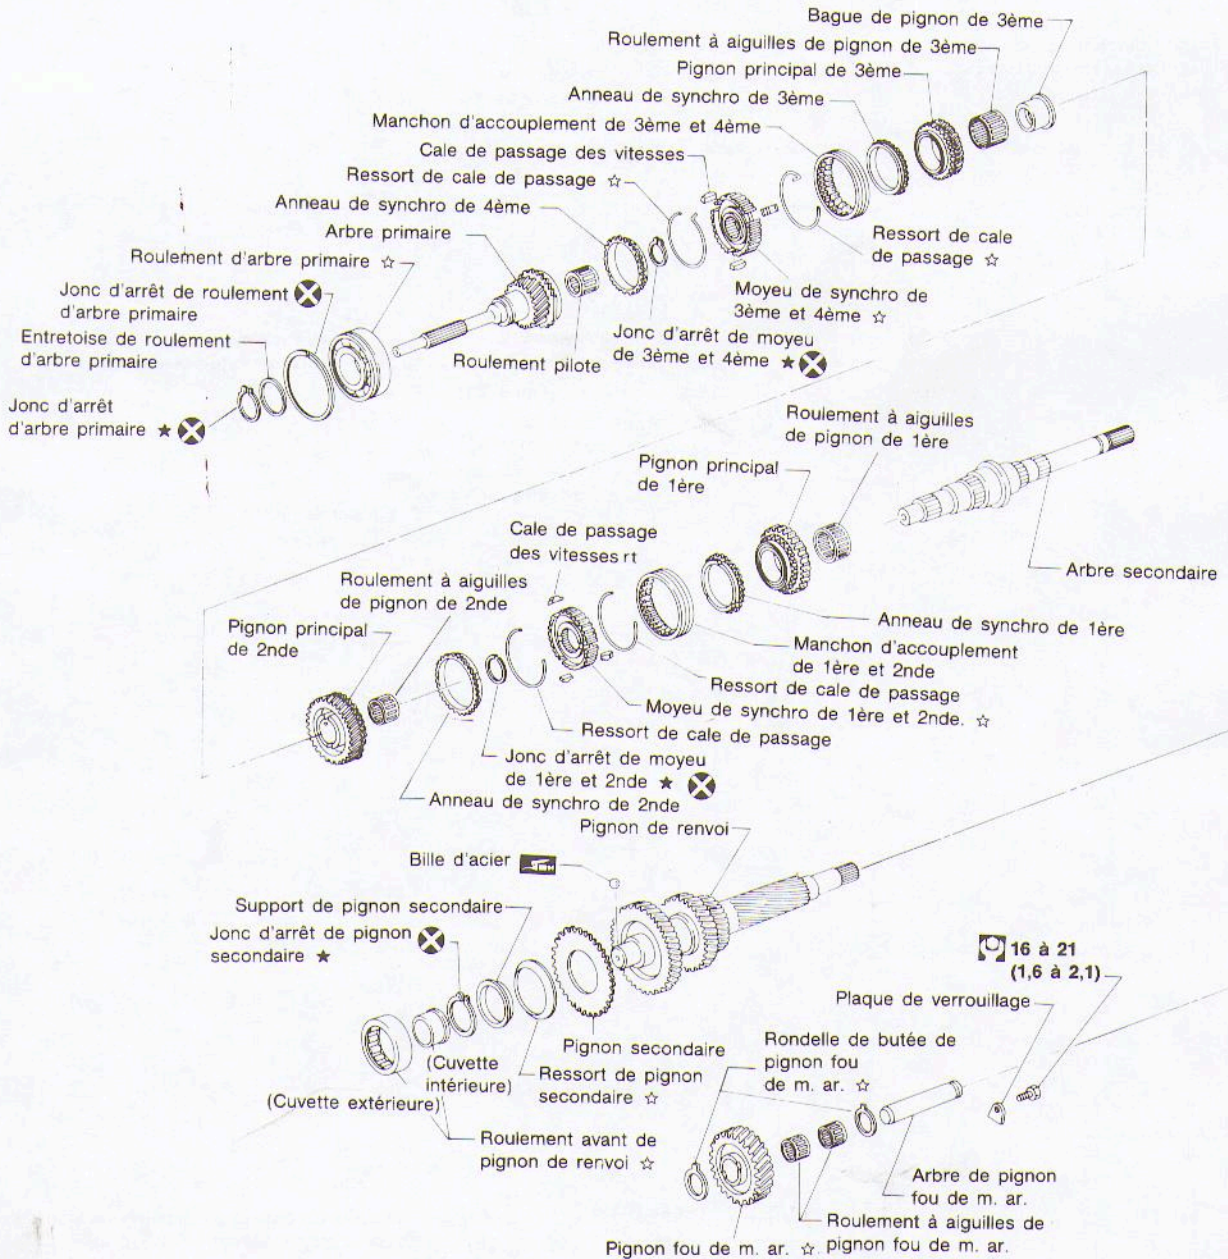 Bague de pignon de 3ème
Roulement à aiguilles de pignon de 3ème
Pignon principal de 3ème
Anneau de synchro de 3ème
Manchon d'accouplement de 3ème et 4ème
Cale de passage des vitesses
Ressort de cale de passage ☆
Anneau de synchro de 4ème
Arbre primaire
Roulement d'arbre primaire ☆
Jonc d'arrêt de roulement
d'arbre primaire
Entretoise de roulement
d'arbre primaire
Jonc d'arrêt
d'arbre primaire ★
Roulement pilote
Jonc d'arrêt de moyeu
de 3ème et 4ème ★
Moyeu de synchro de
3ème et 4ème ☆
Ressort de cale
de passage ☆
Roulement à aiguilles
de pignon de 1ère
Pignon principal
de 1ère
Cale de passage
des vitesses rt
Roulement à aiguilles
de pignon de 2nde
Pignon principal
de 2nde
Arbre secondaire
Anneau de synchro de 1ère
Manchon d'accouplement
de 1ère et 2nde
Ressort de cale de passage
Moyeu de synchro de 1ère et 2nde. ☆
Ressort de cale de passage
Jonc d'arrêt de moyeu
de 1ère et 2nde ★
Anneau de synchro de 2nde
Pignon de renvoi
Bille d'acier
Support de pignon secondaire
Jonc d'arrêt de pignon
secondaire ★
(Cuvette
intérieure)
(Cuvette extérieure)
Pignon secondaire
Ressort de pignon
secondaire ☆
Roulement avant de
pignon de renvoi ☆
16 à 21
(1,6 à 2,1)
Plaque de verrouillage
Rondelle de butée de
pignon fou
de m. ar. ☆
Arbre de pignon
fou de m. ar.
Roulement à aiguilles de
pignon fou de m. ar.
Pignon fou de m. ar. ☆